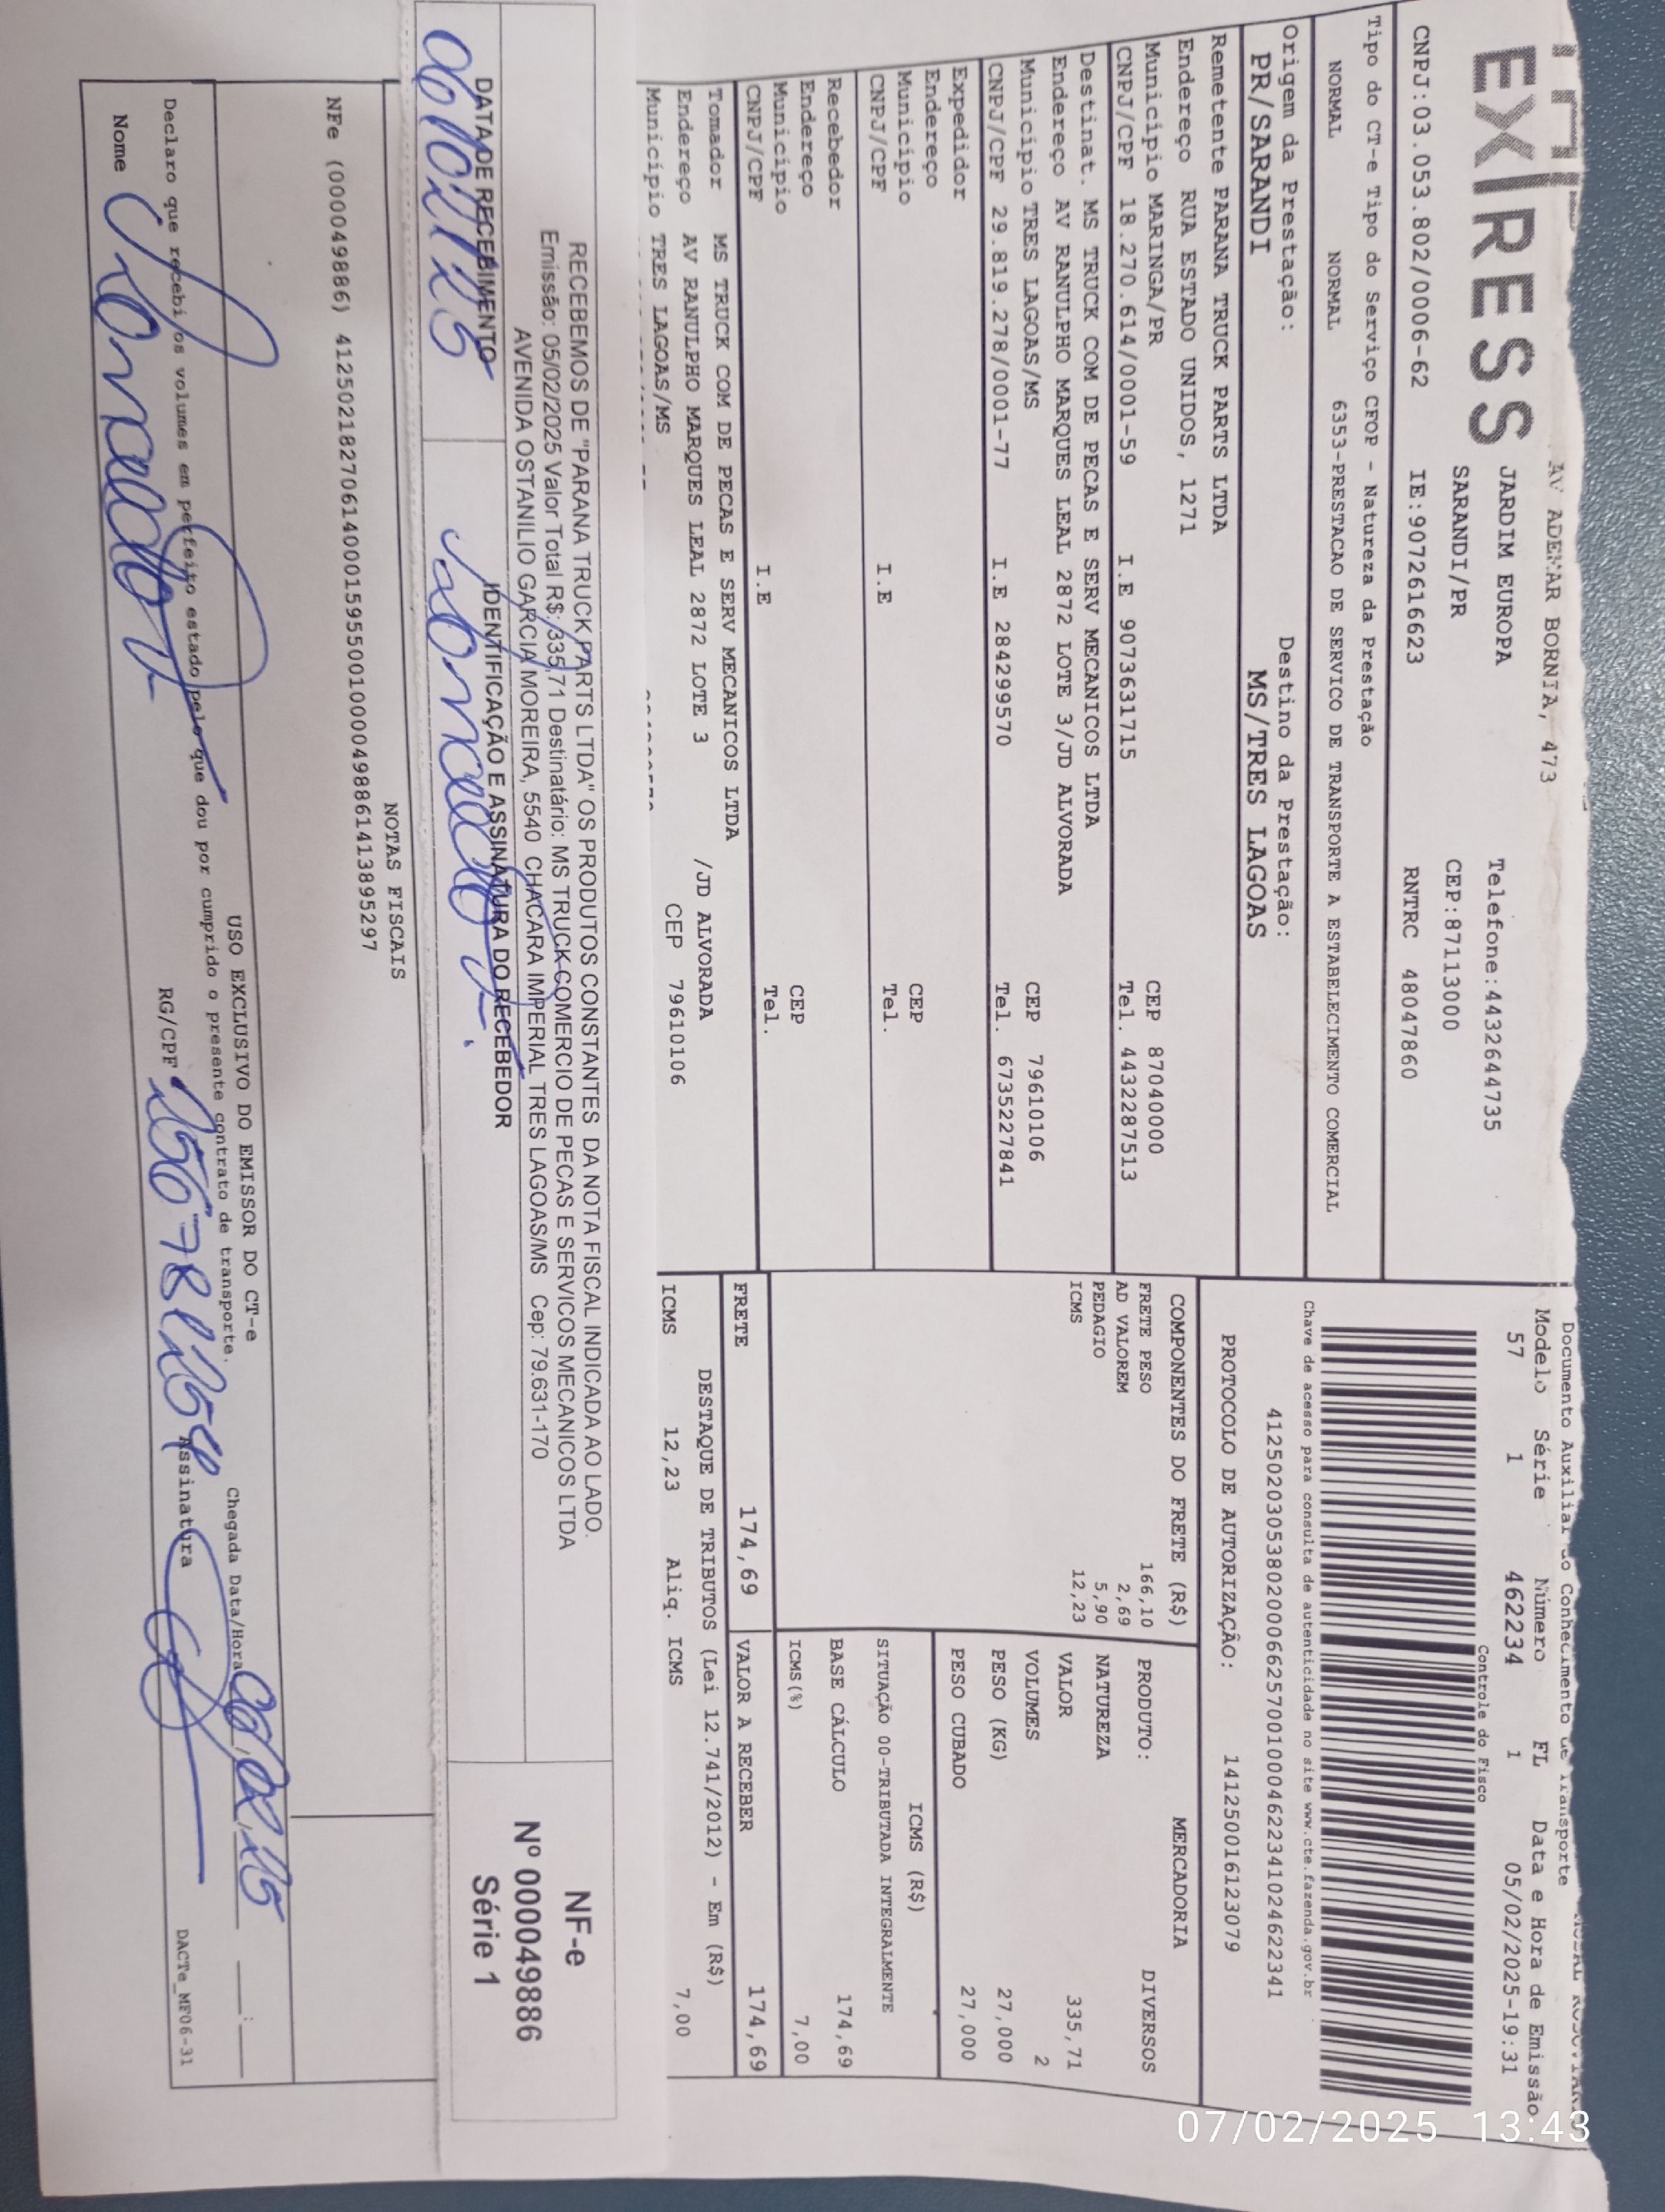 EXPRESS
AV ADEMAR BORNIA, 473
JARDIM EUROPA
Telefone:4432644735
SARANDI/PR
CEP:87113000
CNPJ:03.053.802/0006-62 IE:9072616623 RNTRC 48047860
Tipo do CT-e Tipo do Serviço CFOP - Natureza da Prestação
NORMAL NORMAL 6353-PRESTACAO DE SERVICO DE TRANSPORTE A ESTABELECIMENTO COMERCIAL
Origem da Prestação: Destino da Prestação:
PR/SARANDI MS/TRES LAGOAS
Remetente PARANA TRUCK PARTS LTDA
Endereço RUA ESTADO UNIDOS, 1271
Município MARINGA/PR CEP 87040000
CNPJ/CPF 18.270.614/0001-59 I.E 9073631715 Tel. 4432287513
Destinat. MS TRUCK COM DE PECAS E SERV MECANICOS LTDA
Endereço AV RANULPHO MARQUES LEAL 2872 LOTE 3/JD ALVORADA
Município TRES LAGOAS/MS CEP 79610106
CNPJ/CPF 29.819.278/0001-77 I.E 284299570 Tel. 6735227841
Expedidor
Endereço
Município CEP
CNPJ/CPF I.E Tel.
Recebedor
Endereço
Município CEP
CNPJ/CPF I.E Tel.
Tomador MS TRUCK COM DE PECAS E SERV MECANICOS LTDA
Endereço AV RANULPHO MARQUES LEAL 2872 LOTE 3 /JD ALVORADA
Município TRES LAGOAS/MS CEP 79610106
Documento Auxiliar do Conhecimento de Transporte
Modelo Série Número FL Data e Hora de Emissão
57 1 462234 1 05/02/2025-19:31
Controle do Fisco
Chave de acesso para consulta de autenticidade no site www.cte.fazenda.gov.br
41250203053802000662570010004622341024622341
PROTOCOLO DE AUTORIZAÇÃO: 141250016123079
COMPONENTES DO FRETE (R$)
FRETE PESO 166,10
AD VALOREM 2,69
PEDAGIO 5,90
ICMS 12,23
MERCADORIA
PRODUTO: DIVERSOS
NATUREZA
VALOR 335,71
VOLUMES 2
PESO (KG) 27,000
PESO CUBADO 27,000
ICMS (R$)
SITUAÇÃO 00-TRIBUTADA INTEGRALMENTE
BASE CÁLCULO 174,69
ICMS(%) 7,00
FRETE 174,69 VALOR A RECEBER 174,69
DESTAQUE DE TRIBUTOS (Lei 12.741/2012) - Em (R$)
ICMS 12,23 Aliq. ICMS 7,00
RECEBEMOS DE "PARANA TRUCK PARTS LTDA" OS PRODUTOS CONSTANTES DA NOTA FISCAL INDICADA AO LADO.
Emissão: 05/02/2025 Valor Total R$: 335,71 Destinatário: MS TRUCK COMERCIO DE PECAS E SERVICOS MECANICOS LTDA
AVENIDA OSTANILIO GARCIA MOREIRA, 5540 CHACARA IMPERIAL TRES LAGOAS/MS Cep: 79.631-170
DATA DE RECEBIMENTO IDENTIFICAÇÃO E ASSINATURA DO RECEBEDOR
NF-e
Nº 000049886
Série 1
NOTAS FISCAIS
NFe (000049886) 41250218270614000159550010000498861413895297
USO EXCLUSIVO DO EMISSOR DO CT-e
Declaro que recebi os volumes em perfeito estado pelo que dou por cumprido o presente contrato de transporte.
Chegada Data/Hora
Nome RG/CPF Assinatura
DACTe_MF06-31
07/02/2025 13:43